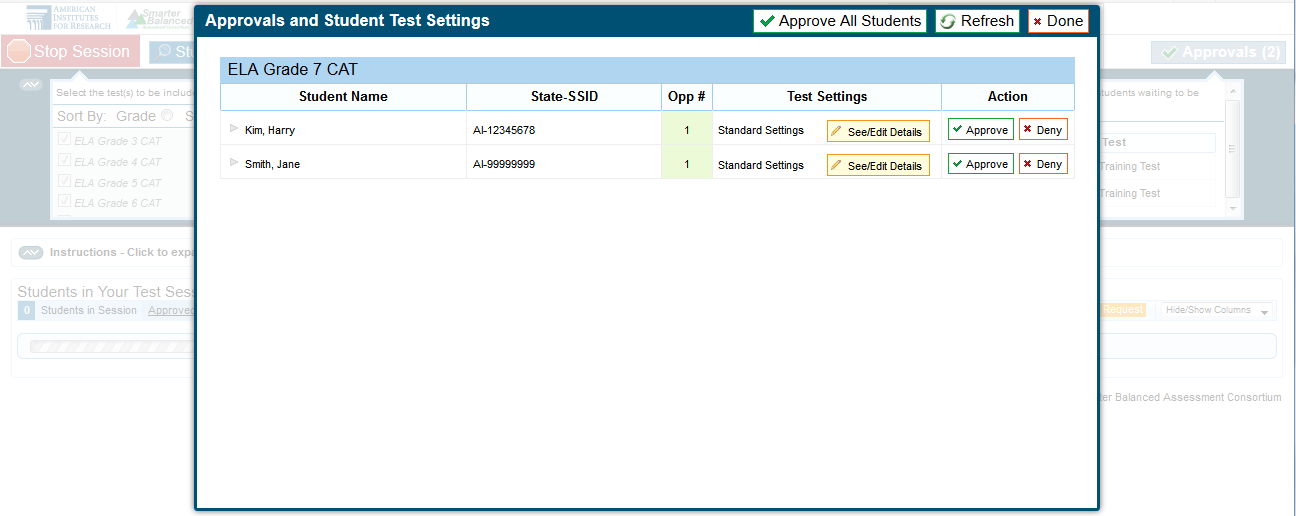 AMERICAN
INSTITUTES
FOR RESEARCH
Smarter
Balanced
Stop Session
Stu
Approvals (2)
Approvals and Student Test Settings
Approve All Students
Refresh
Done
ELA Grade 7 CAT
Student Name State-SSID Opp # Test Settings Action
Kim, Harry AI-12345678 1 Standard Settings See/Edit Details Approve Deny
Smith, Jane AI-99999999 1 Standard Settings See/Edit Details Approve Deny
Select the test(s) to be include
Sort By: Grade S
ELA Grade 3 CAT
ELA Grade 4 CAT
ELA Grade 5 CAT
ELA Grade 6 CAT
tudents waiting to be
Test
Training Test
Training Test
Instructions - Click to expa
Students in Your Test Sess
0 Students in Session Approved
Request
Hide/Show Columns
ter Balanced Assessment Consortium